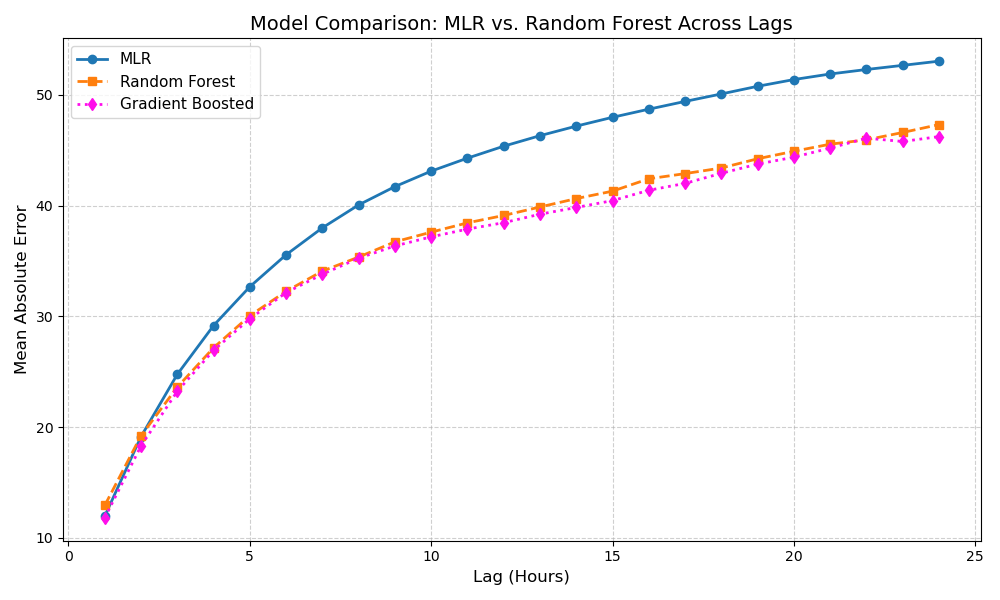 Model Comparison: MLR vs. Random Forest Across Lags
MLR
Random Forest
Gradient Boosted
Mean Absolute Error
50
40
30
20
10
0
5
10
15
20
25
Lag (Hours)